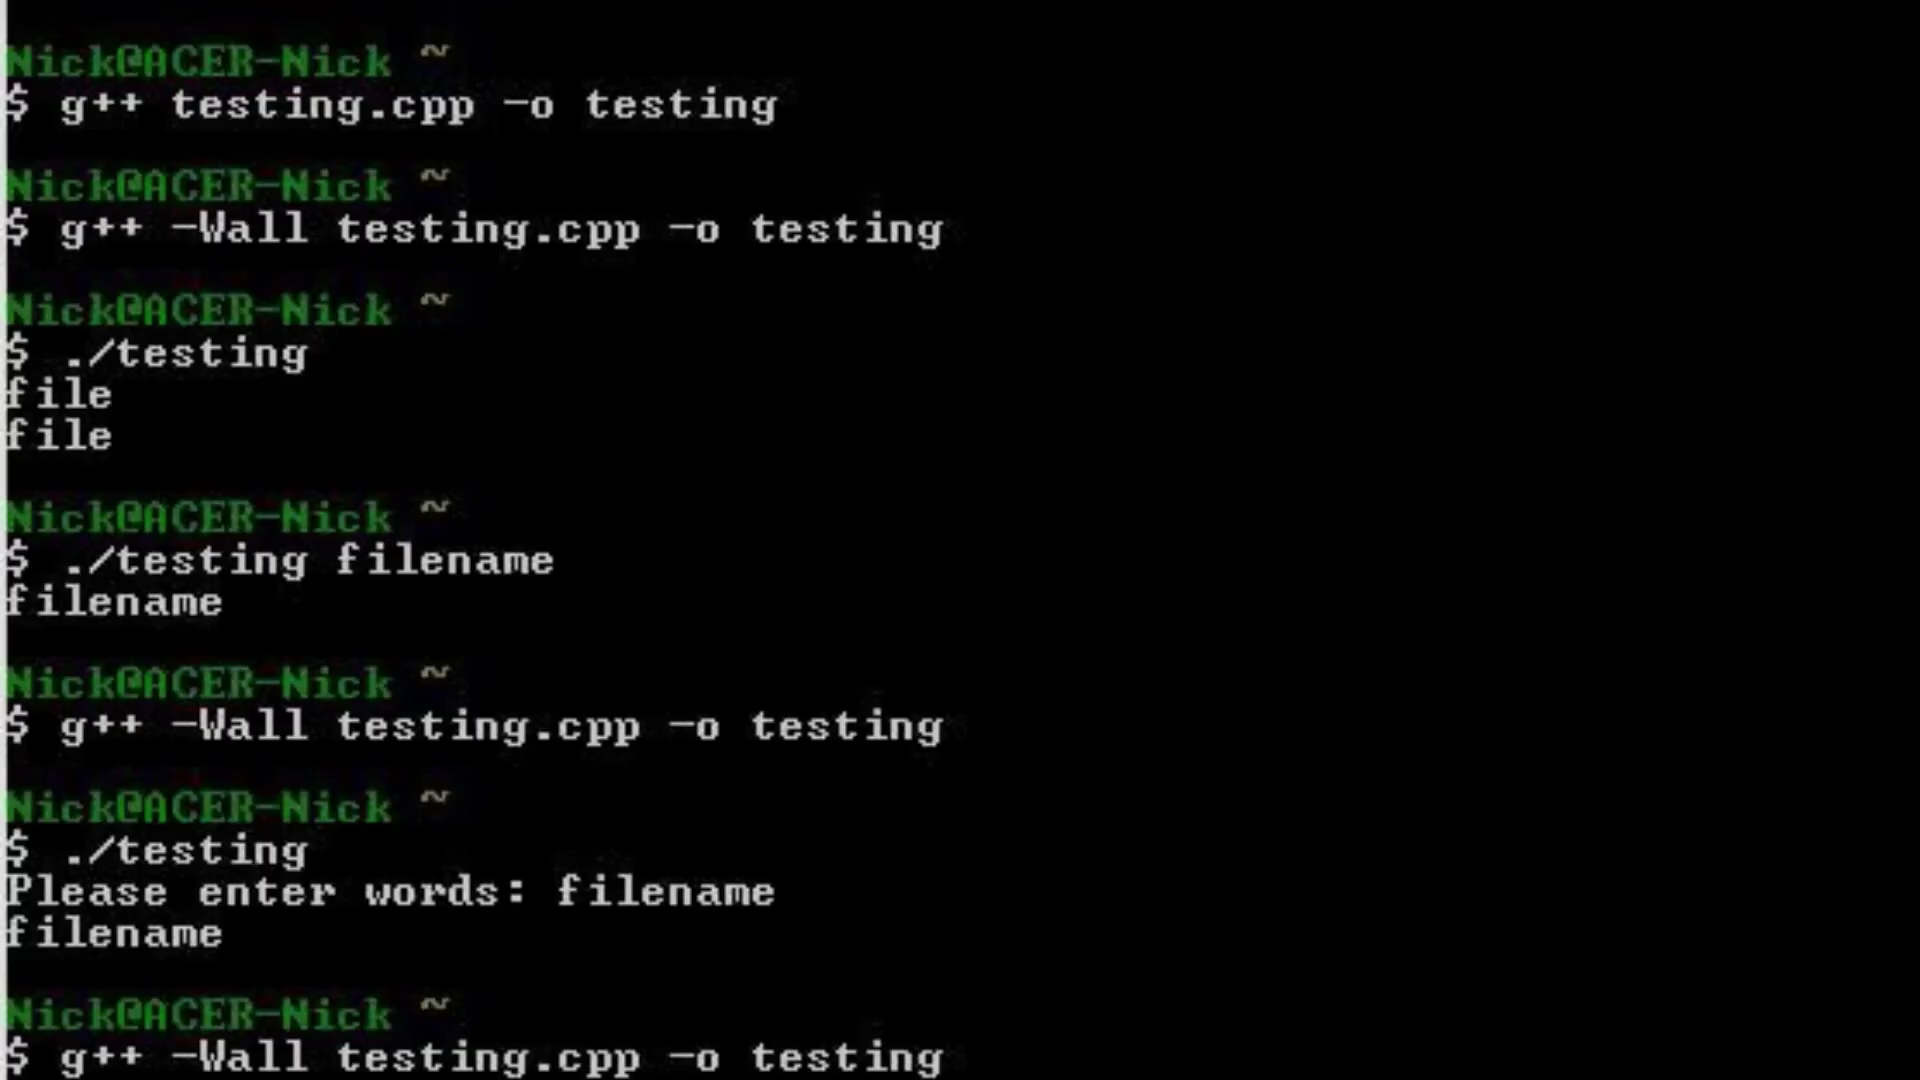 Nick@ACER-Nick ~
$ g++ testing.cpp -o testing
Nick@ACER-Nick ~
$ g++ -Wall testing.cpp -o testing
Nick@ACER-Nick ~
$ ./testing
file
file
Nick@ACER-Nick ~
$ ./testing filename
filename
Nick@ACER-Nick ~
$ g++ -Wall testing.cpp -o testing
Nick@ACER-Nick ~
$ ./testing
Please enter words: filename
filename
Nick@ACER-Nick ~
$ g++ -Wall testing.cpp -o testing